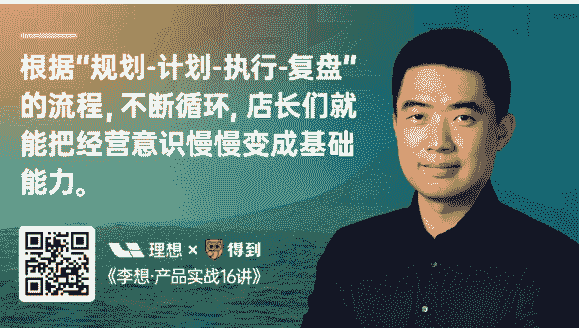 根据“规划-计划-执行-复盘”
的流程，不断循环，店长们就
能把经营意识慢慢变成基础
能力。
理想 × 得到
《李想·产品实战16讲》